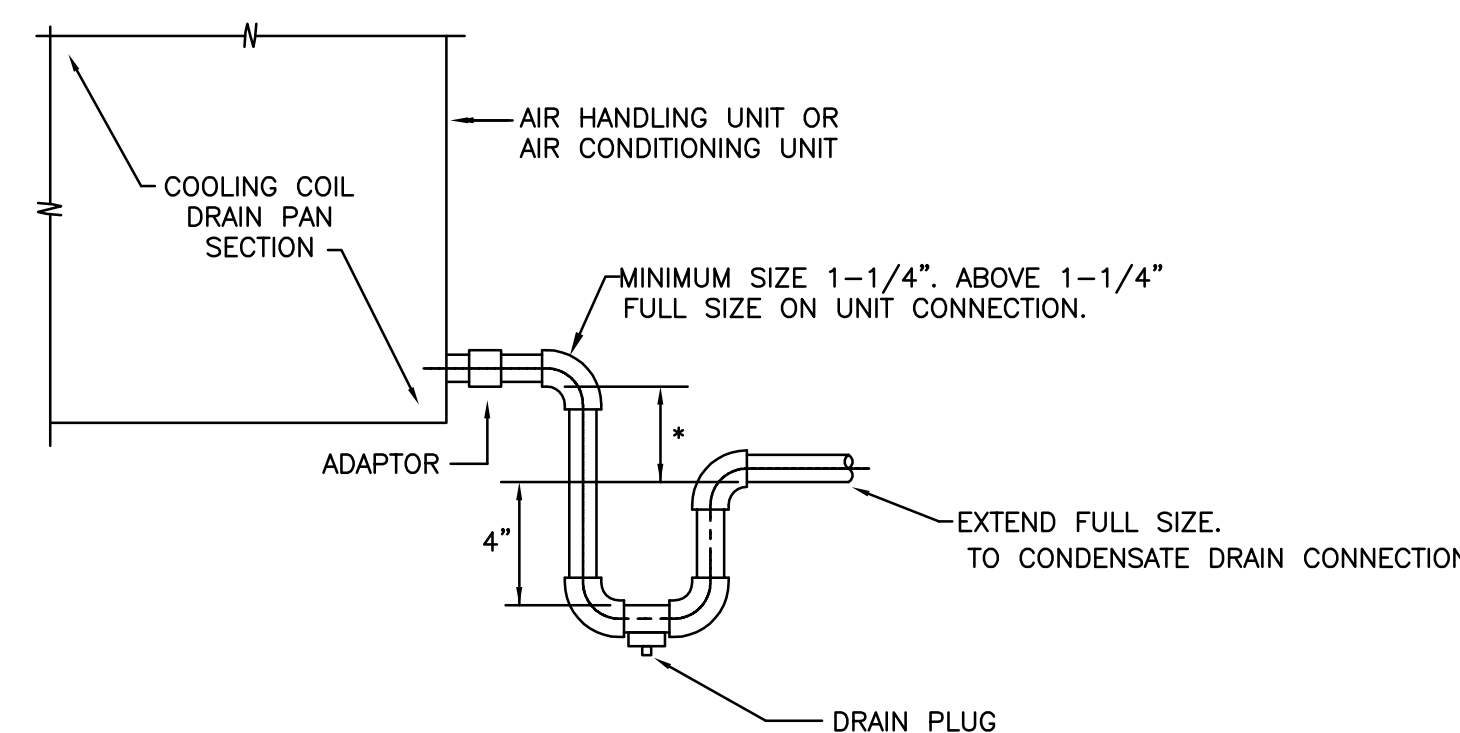 AIR HANDLING UNIT OR
AIR CONDITIONING UNIT
COOLING COIL
DRAIN PAN
SECTION
MINIMUM SIZE 1-1/4". ABOVE 1-1/4"
FULL SIZE ON UNIT CONNECTION.
*
ADAPTOR
4"
EXTEND FULL SIZE.
TO CONDENSATE DRAIN CONNECTION
DRAIN PLUG